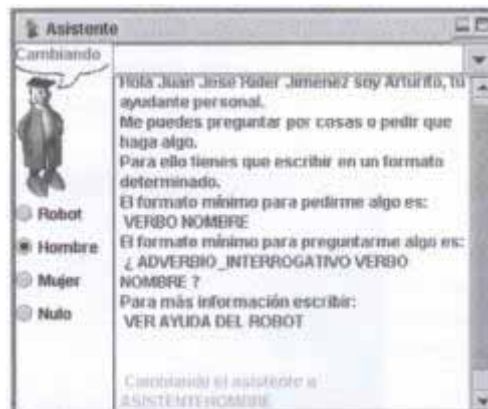 Asistente
Cambiando
Hola Juan Jose Rider Jimenez soy Arturito, tu
ayudante personal.
Me puedes preguntar por cosas o pedir que
haga algo.
Para ello tienes que escribir en un formato
determinado.
El formato mínimo para pedirme algo es:
VERBO NOMBRE
El formato mínimo para preguntarme algo es:
¿ ADVERBIO_INTERROGATIVO VERBO
NOMBRE ?
Para más información escribir:
VER AYUDA DEL ROBOT
Robot
Hombre
Mujer
Nulo
Cambiando el asistente a
ASISTENTEHOMBRE